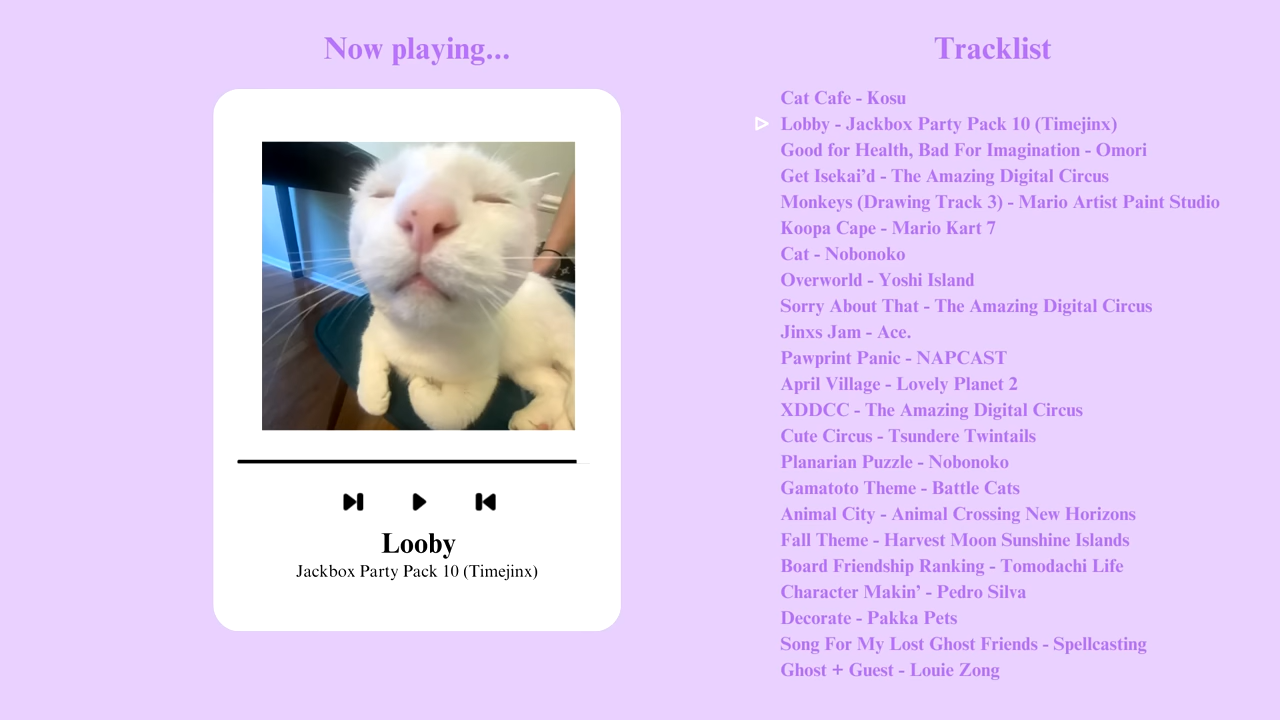 Now playing...
Looby
Jackbox Party Pack 10 (Timejinx)
Tracklist
Cat Cafe - Kosu
Lobby - Jackbox Party Pack 10 (Timejinx)
Good for Health, Bad For Imagination - Omori
Get Isekai’d - The Amazing Digital Circus
Monkeys (Drawing Track 3) - Mario Artist Paint Studio
Koopa Cape - Mario Kart 7
Cat - Nobonoko
Overworld - Yoshi Island
Sorry About That - The Amazing Digital Circus
Jinxs Jam - Ace.
Pawprint Panic - NAPCAST
April Village - Lovely Planet 2
XDDCC - The Amazing Digital Circus
Cute Circus - Tsundere Twintails
Planarian Puzzle - Nobonoko
Gamatoto Theme - Battle Cats
Animal City - Animal Crossing New Horizons
Fall Theme - Harvest Moon Sunshine Islands
Board Friendship Ranking - Tomodachi Life
Character Makin’ - Pedro Silva
Decorate - Pakka Pets
Song For My Lost Ghost Friends - Spellcasting
Ghost + Guest - Louie Zong